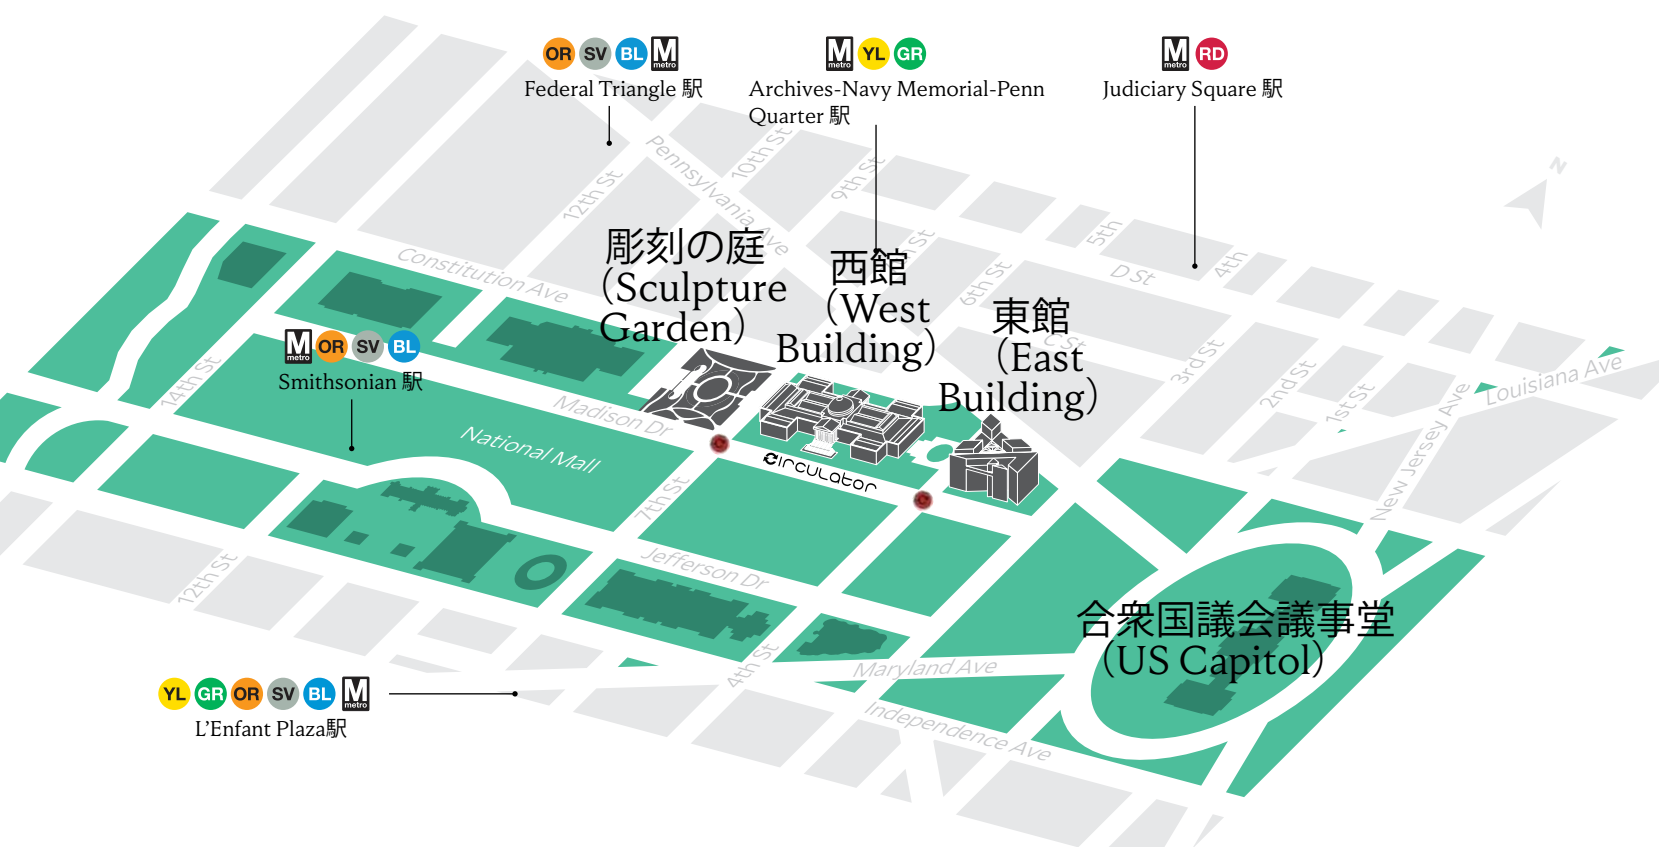 OR SV BL M
metro
Federal Triangle 駅
M YL GR
metro
Archives-Navy Memorial-Penn
Quarter 駅
M RD
metro
Judiciary Square 駅
N
Pennsylvania Ave
10th St
9th St
12th St
5th
4th
D St
6th St
Constitution Ave
彫刻の庭
(Sculpture
Garden)
西館
(West
Building)
東館
(East
Building)
C St
3rd St
2nd St
1st St
Louisiana Ave
New Jersey Ave
M OR SV BL
metro
Smithsonian 駅
14th St
Madison Dr
National Mall
Circulator
7th St
Jefferson Dr
12th St
合衆国議会議事堂
(US Capitol)
4th St
Maryland Ave
Independence Ave
YL GR OR SV BL M
metro
L’Enfant Plaza駅